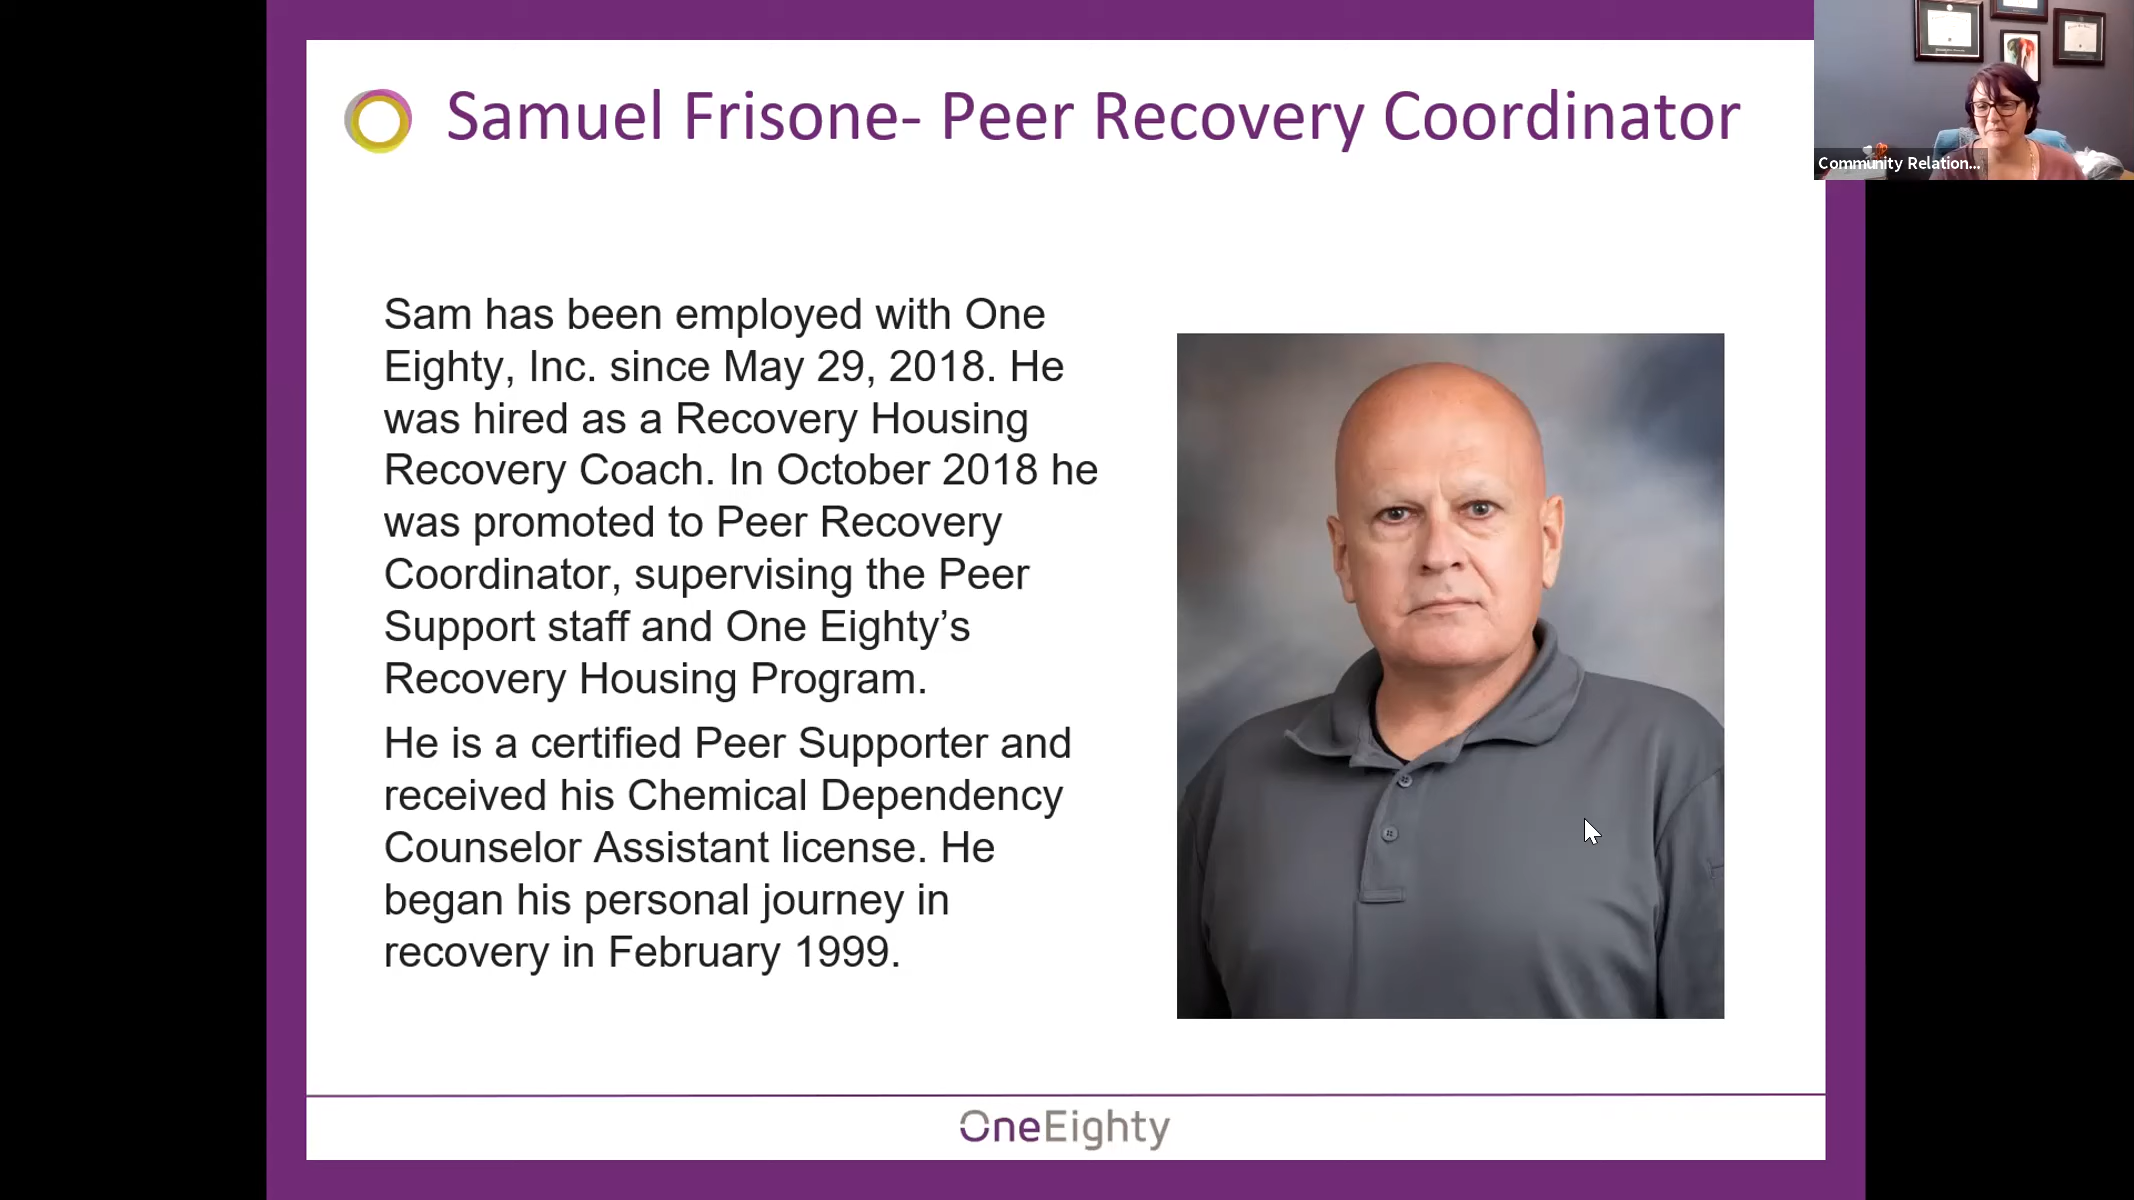 Samuel Frisone- Peer Recovery Coordinator
Community Relation...
Sam has been employed with One
Eighty, Inc. since May 29, 2018. He
was hired as a Recovery Housing
Recovery Coach. In October 2018 he
was promoted to Peer Recovery
Coordinator, supervising the Peer
Support staff and One Eighty’s
Recovery Housing Program.
He is a certified Peer Supporter and
received his Chemical Dependency
Counselor Assistant license. He
began his personal journey in
recovery in February 1999.
OneEighty